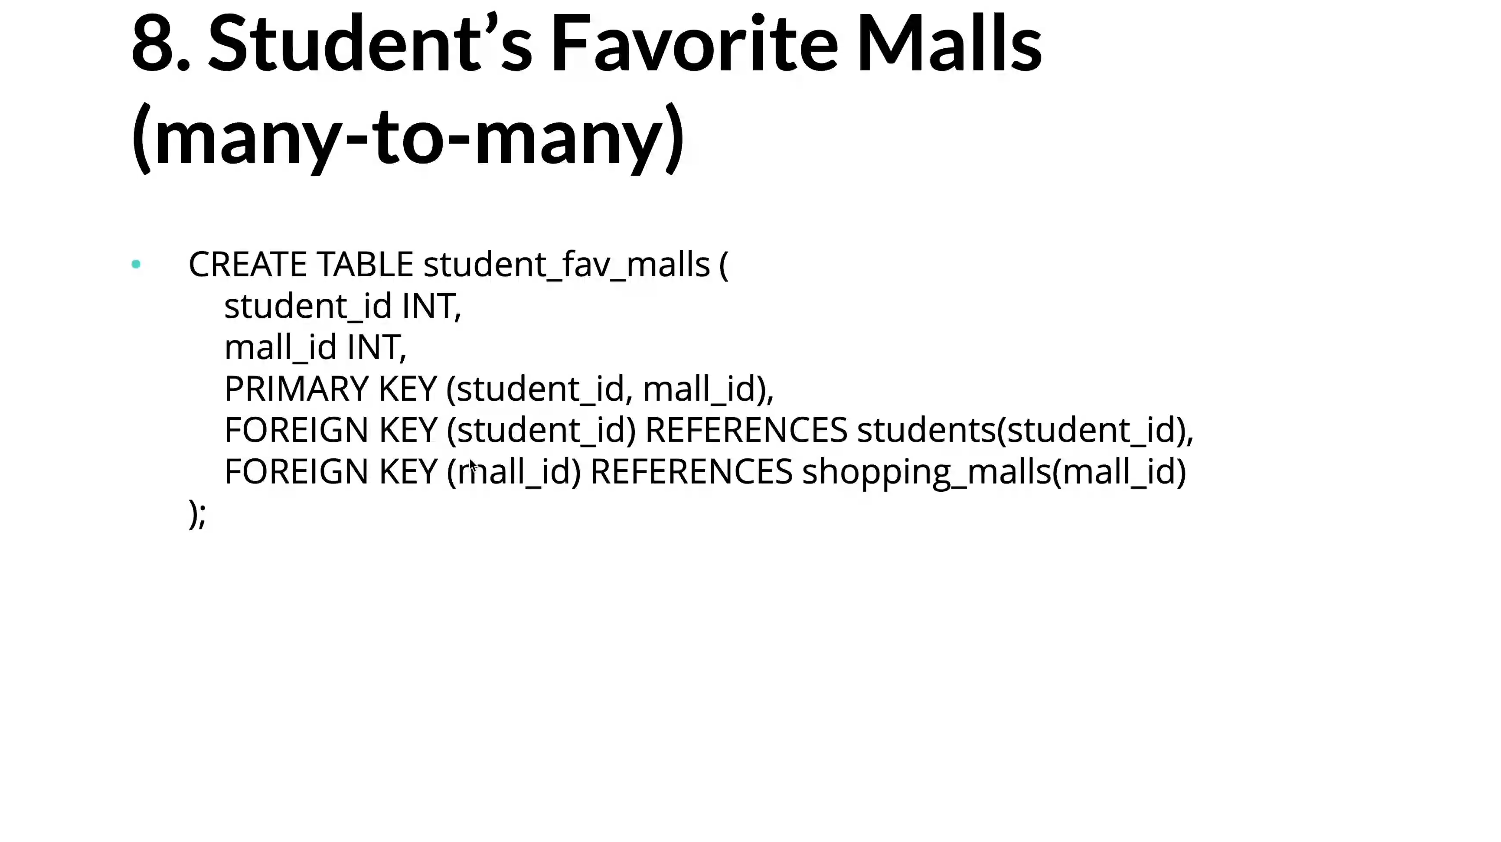 8. Student’s Favorite Malls
(many-to-many)
• CREATE TABLE student_fav_malls (
student_id INT,
mall_id INT,
PRIMARY KEY (student_id, mall_id),
FOREIGN KEY (student_id) REFERENCES students(student_id),
FOREIGN KEY (mall_id) REFERENCES shopping_malls(mall_id)
);